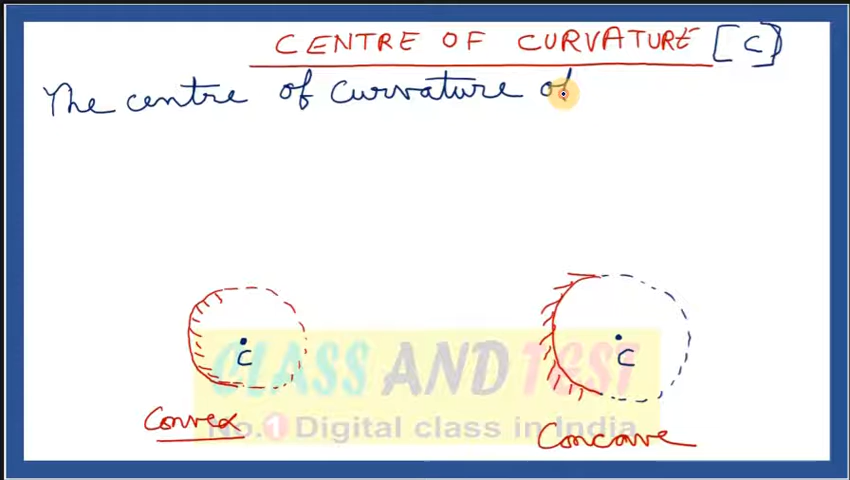 CENTRE OF CURVATURE [C]
The centre of curvature of
C
C
CLASS AND TEST
Convex
No.1 Digital class in India
Concave